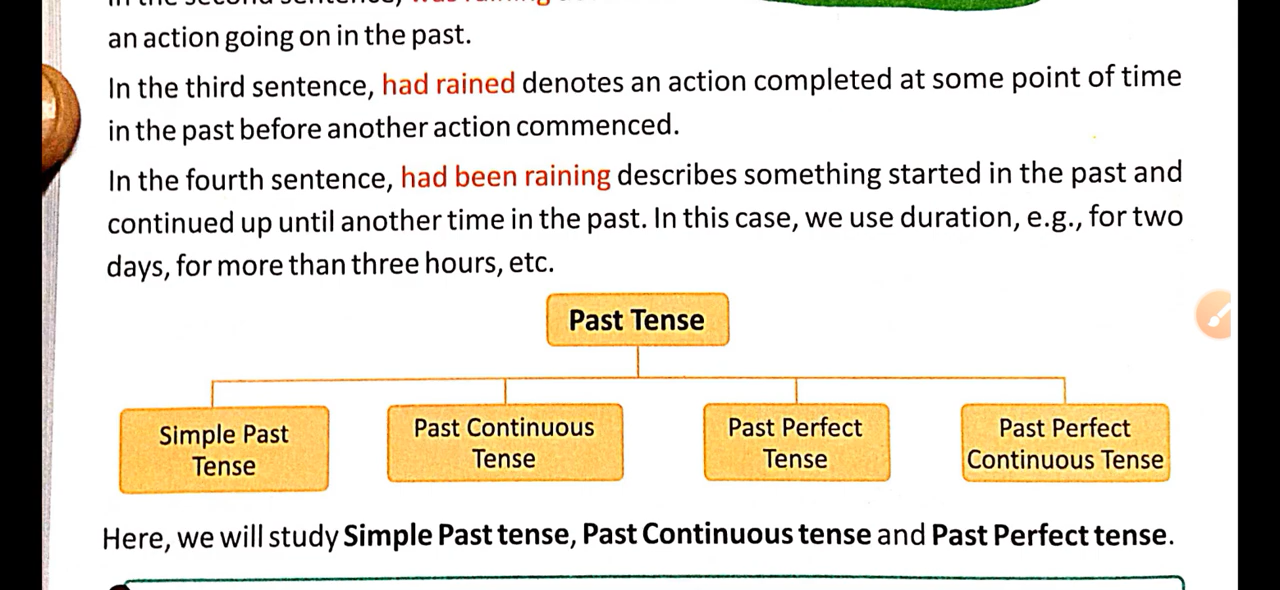 an action going on in the past.
In the third sentence, had rained denotes an action completed at some point of time
in the past before another action commenced.
In the fourth sentence, had been raining describes something started in the past and
continued up until another time in the past. In this case, we use duration, e.g., for two
days, for more than three hours, etc.
Past Tense
Simple Past
Tense
Past Continuous
Tense
Past Perfect
Tense
Past Perfect
Continuous Tense
Here, we will study Simple Past tense, Past Continuous tense and Past Perfect tense.